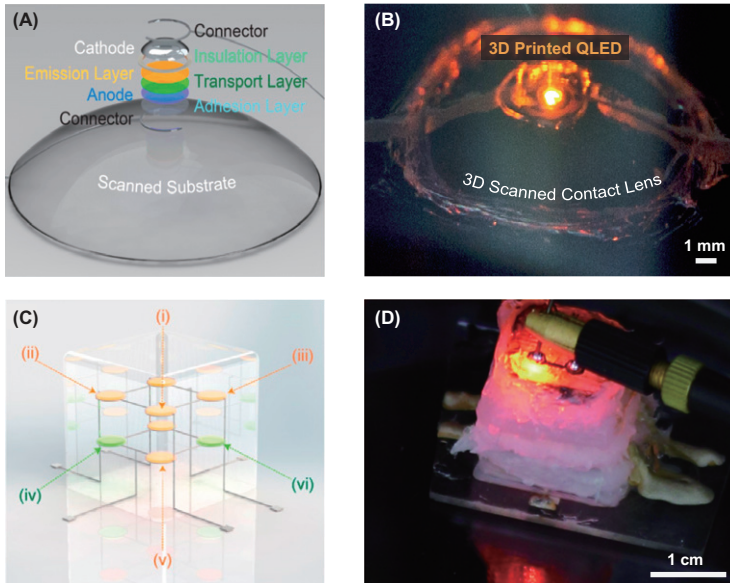 (A)
Connector
Cathode
Insulation Layer
Emission Layer
Transport Layer
Anode
Adhesion Layer
Connector
Scanned Substrate
(B)
3D Printed QLED
3D Scanned Contact Lens
1 mm
(C)
(i)
(ii)
(iii)
(iv)
(vi)
(v)
(D)
1 cm